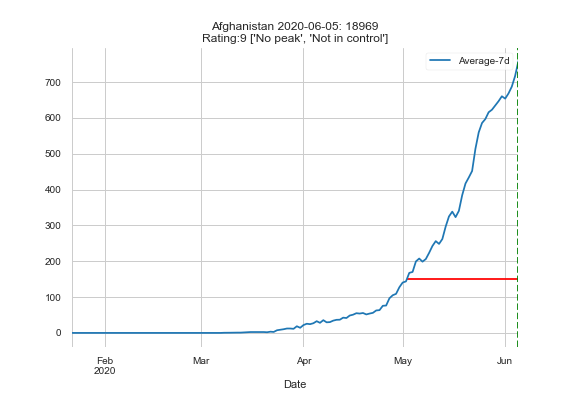 Afghanistan 2020-06-05: 18969
Rating:9 ['No peak', 'Not in control']
Average-7d
700
600
500
400
300
200
100
0
Feb
2020
Mar
Apr
May
Jun
Date